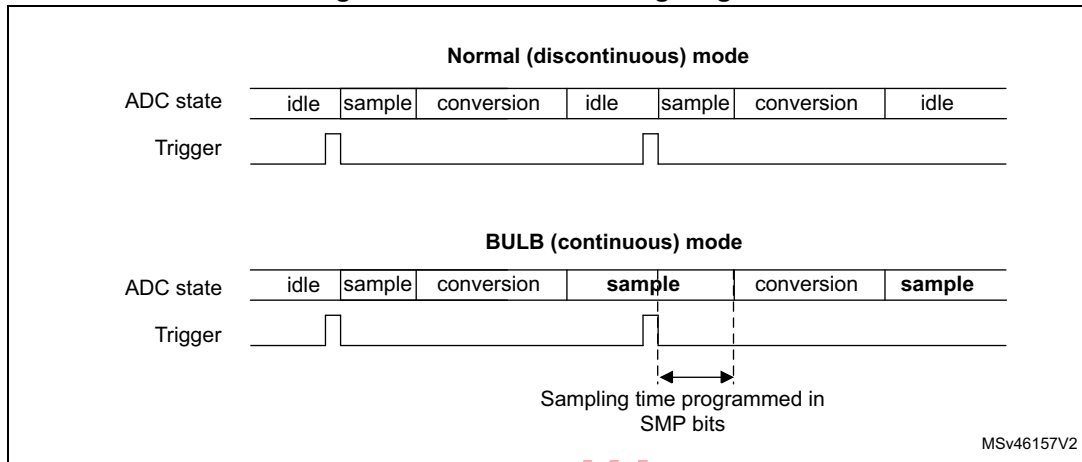 Normal (discontinuous) mode
ADC state idle sample conversion idle sample conversion idle
Trigger
BULB (continuous) mode
ADC state idle sample conversion sample conversion sample
Trigger
Sampling time programmed in
SMP bits
MSv46157V2